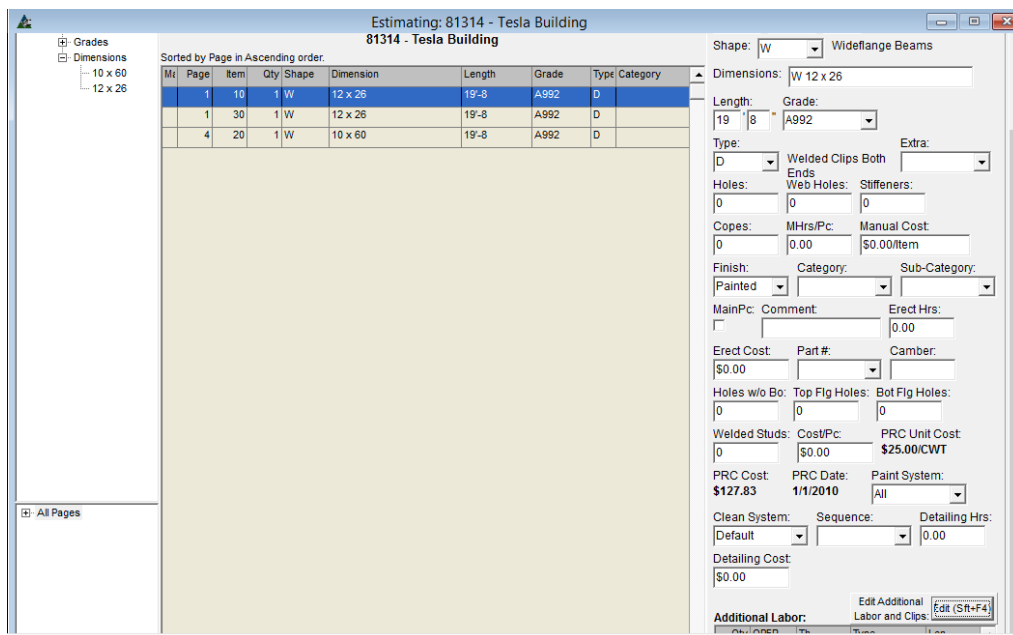 Estimating: 81314 - Tesla Building
Grades
Dimensions
10 x 60
12 x 26
All Pages
81314 - Tesla Building
Sorted by Page in Ascending order.
Page Item Qty Shape Dimension Length Grade Type Category
1 10 1 W 12 x 26 19'-8 A992 D
1 30 1 W 12 x 26 19'-8 A992 D
4 20 1 W 10 x 60 19'-8 A992 D
Shape: W Wideflange Beams
Dimensions: W 12 x 26
Length: Grade:
19 ' 8 " A992
Type: Extra:
D Welded Clips Both
Ends
Holes: Web Holes: Stiffeners:
0 0 0
Copes: MHrs/Pc: Manual Cost:
0 0.00 $0.00/Item
Finish: Category: Sub-Category:
Painted
MainPc: Comment: Erect Hrs:
0.00
Erect Cost: Part #: Camber:
$0.00
Holes w/o Bo: Top Flg Holes: Bot Flg Holes:
0 0 0
Welded Studs: Cost/Pc: PRC Unit Cost:
0 $0.00 $25.00/CWT
PRC Cost: PRC Date: Paint System:
$127.83 1/1/2010 All
Clean System: Sequence: Detailing Hrs:
Default 0.00
Detailing Cost:
$0.00
Edit Additional
Labor and Clips: Edit (Sft+F4)
Additional Labor: